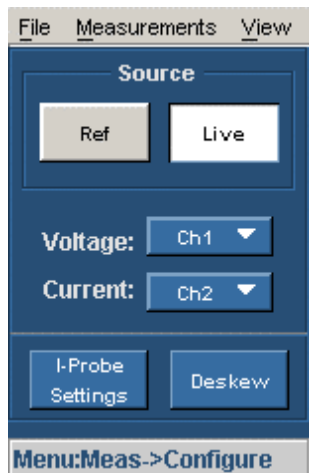 File Measurements View
Source
Ref Live
Voltage: Ch1
Current: Ch2
I-Probe
Settings
Deskew
Menu:Meas->Configure